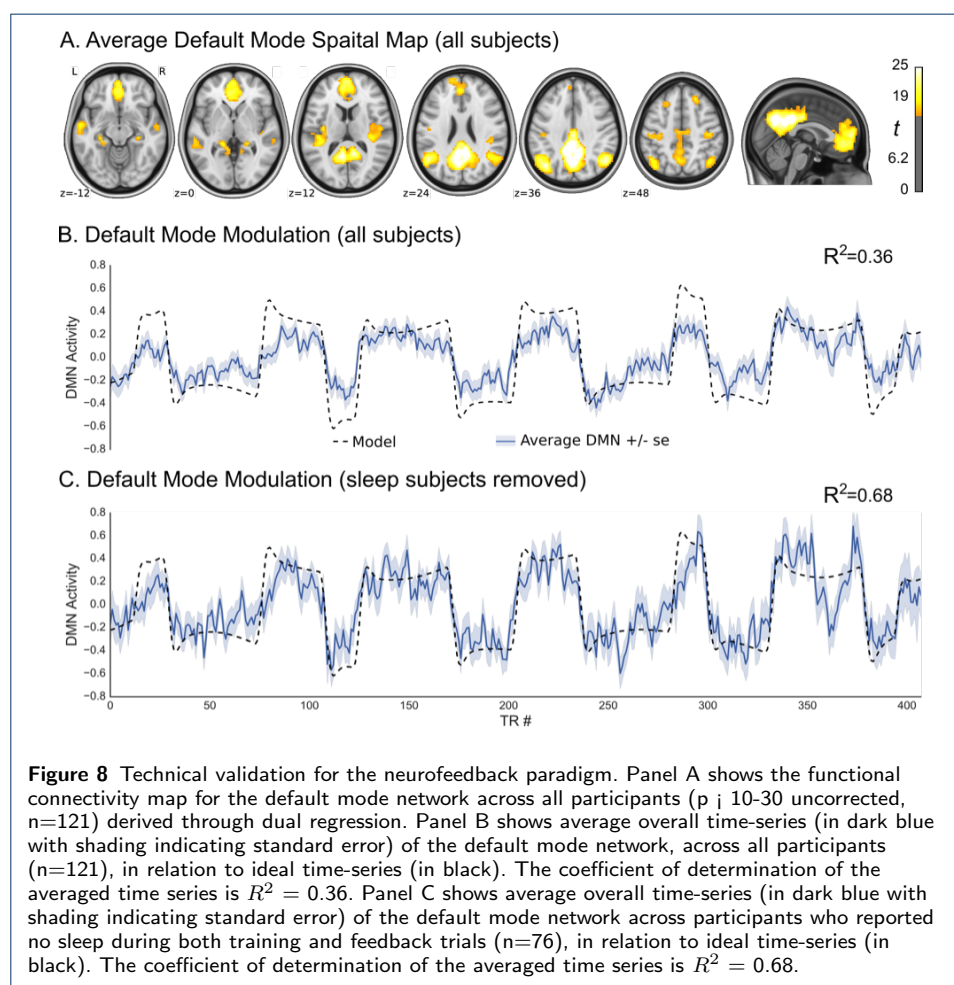 A. Average Default Mode Spaital Map (all subjects)
L R
25
19
t
6.2
0
z=-12 z=0 z=12 z=24 z=36 z=48
B. Default Mode Modulation (all subjects)
R²=0.36
0.8
0.6
0.4
0.2
0.0
−0.2
−0.4
−0.6
−0.8
DMN Activity
Model Average DMN +/- se
C. Default Mode Modulation (sleep subjects removed)
R²=0.68
0.8
0.6
0.4
0.2
0.0
−0.2
−0.4
−0.6
−0.8
DMN Activity
0 50 100 150 200 250 300 350 400
TR #
Figure 8 Technical validation for the neurofeedback paradigm. Panel A shows the functional
connectivity map for the default mode network across all participants (p ¡ 10-30 uncorrected,
n=121) derived through dual regression. Panel B shows average overall time-series (in dark blue
with shading indicating standard error) of the default mode network, across all participants
(n=121), in relation to ideal time-series (in black). The coefficient of determination of the
averaged time series is R² = 0.36. Panel C shows average overall time-series (in dark blue with
shading indicating standard error) of the default mode network across participants who reported
no sleep during both training and feedback trials (n=76), in relation to ideal time-series (in
black). The coefficient of determination of the averaged time series is R² = 0.68.